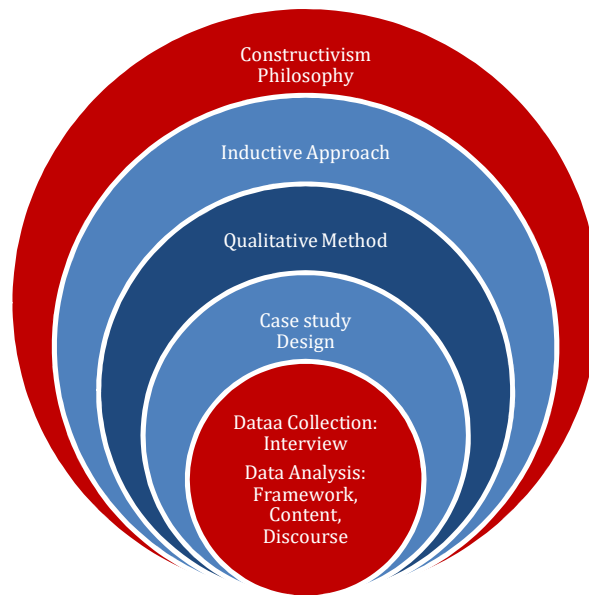 Constructivism
Philosophy
Inductive Approach
Qualitative Method
Case study
Design
Dataa Collection:
Interview
Data Analysis:
Framework,
Content,
Discourse